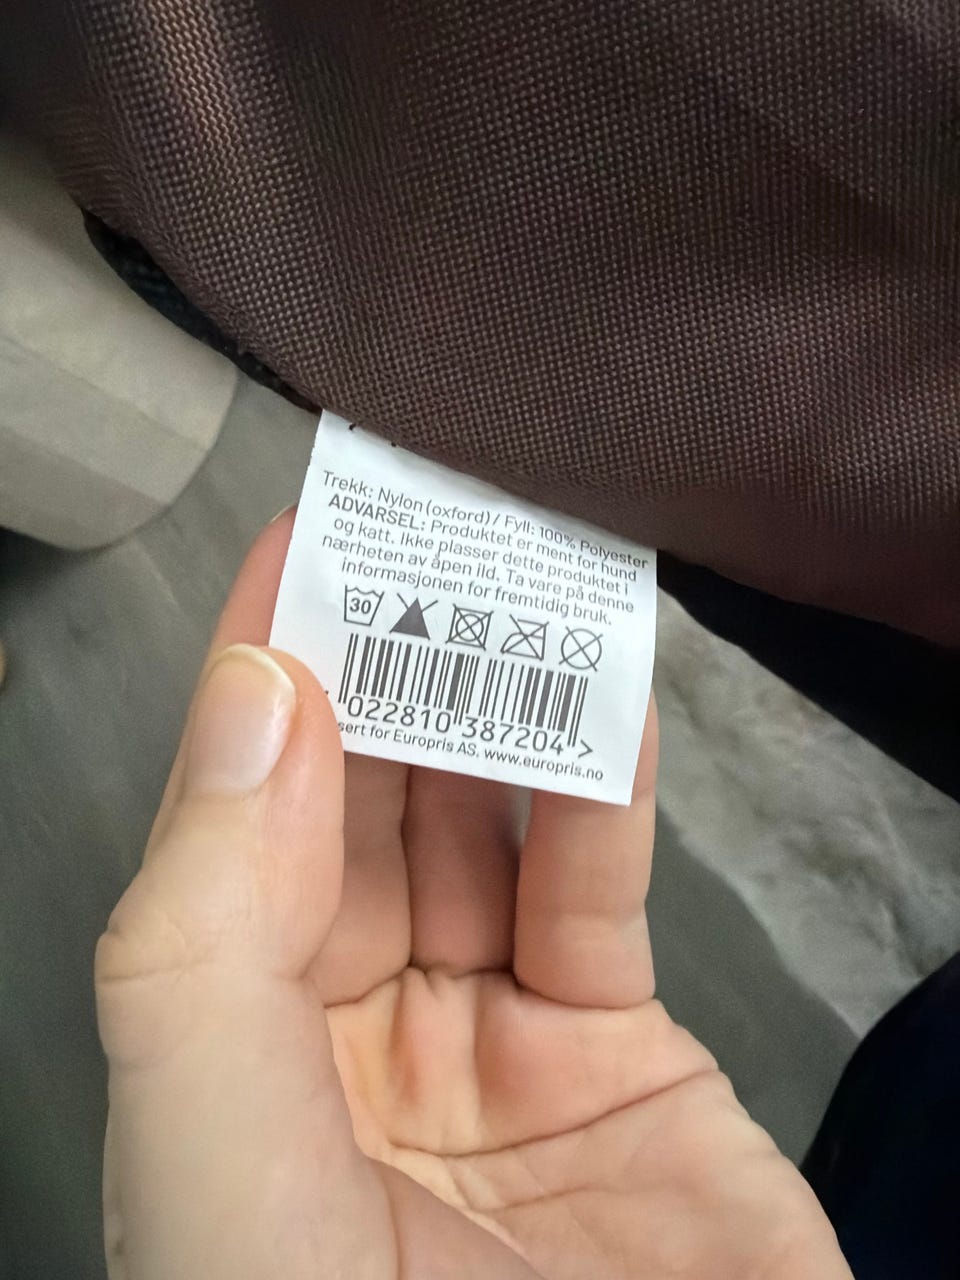 Trekk: Nylon (oxford) / Fyll: 100% Polyester
ADVARSEL: Produktet er ment for hund
og katt. Ikke plasser dette produktet i
nærheten av åpen ild. Ta vare på denne
informasjonen for fremtidig bruk.
30
022810 387204 >
for Europris AS. www.europris.no